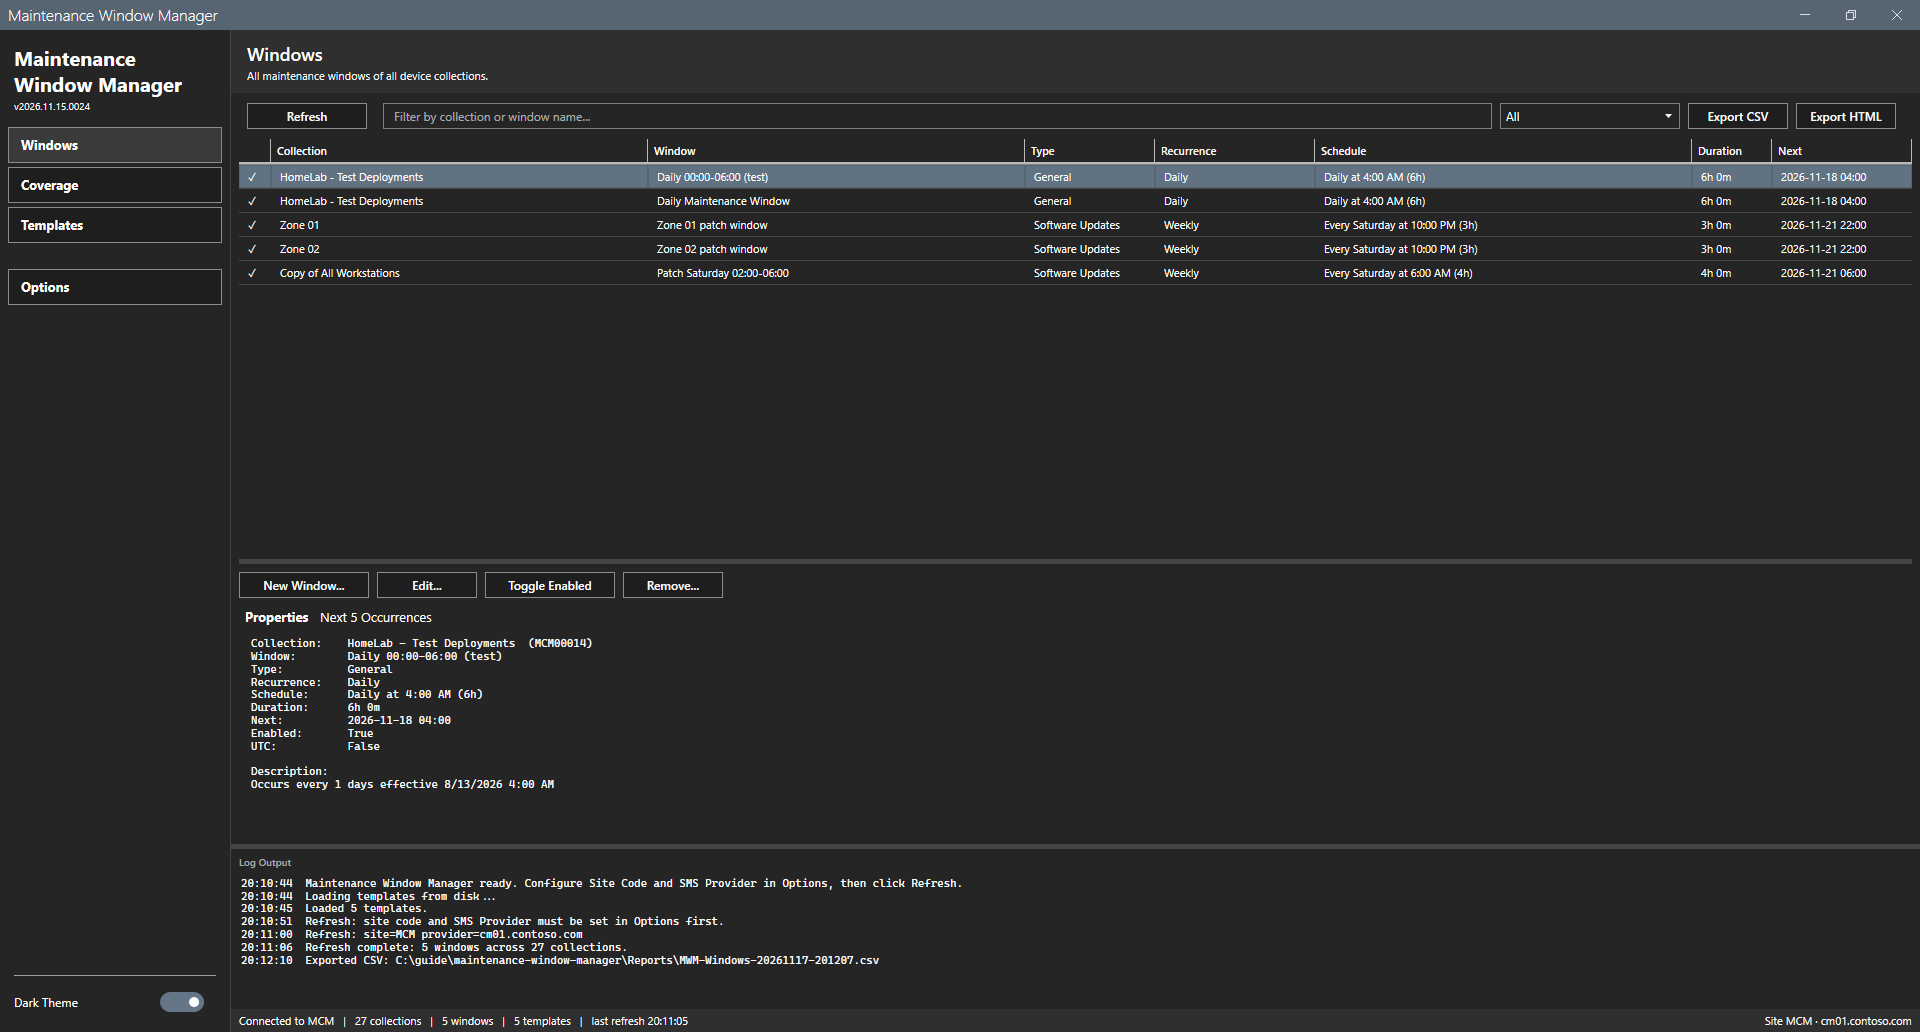 Maintenance Window Manager
Maintenance
Window Manager
v2026.11.15.0024
Windows
Coverage
Templates
Options
Dark Theme
Windows
All maintenance windows of all device collections.
Refresh
Filter by collection or window name...
All
Export CSV
Export HTML
Collection Window Type Recurrence Schedule Duration Next
✓ HomeLab - Test Deployments Daily 00:00-06:00 (test) General Daily Daily at 4:00 AM (6h) 6h 0m 2026-11-18 04:00
✓ HomeLab - Test Deployments Daily Maintenance Window General Daily Daily at 4:00 AM (6h) 6h 0m 2026-11-18 04:00
✓ Zone 01 Zone 01 patch window Software Updates Weekly Every Saturday at 10:00 PM (3h) 3h 0m 2026-11-21 22:00
✓ Zone 02 Zone 02 patch window Software Updates Weekly Every Saturday at 10:00 PM (3h) 3h 0m 2026-11-21 22:00
✓ Copy of All Workstations Patch Saturday 02:00-06:00 Software Updates Weekly Every Saturday at 6:00 AM (4h) 4h 0m 2026-11-21 06:00
New Window...
Edit...
Toggle Enabled
Remove...
Properties Next 5 Occurrences
Collection: HomeLab - Test Deployments (MCM00014)
Window: Daily 00:00-06:00 (test)
Type: General
Recurrence: Daily
Schedule: Daily at 4:00 AM (6h)
Duration: 6h 0m
Next: 2026-11-18 04:00
Enabled: True
UTC: False
Description:
Occurs every 1 days effective 8/13/2026 4:00 AM
Log Output
20:10:44 Maintenance Window Manager ready. Configure Site Code and SMS Provider in Options, then click Refresh.
20:10:44 Loading templates from disk...
20:10:45 Loaded 5 templates.
20:10:51 Refresh: site code and SMS Provider must be set in Options first.
20:11:00 Refresh: site=MCM provider=cm01.contoso.com
20:11:06 Refresh complete: 5 windows across 27 collections.
20:12:10 Exported CSV: C:\guide\maintenance-window-manager\Reports\MWM-Windows-20261117-201207.csv
Connected to MCM | 27 collections | 5 windows | 5 templates | last refresh 20:11:05
Site MCM · cm01.contoso.com